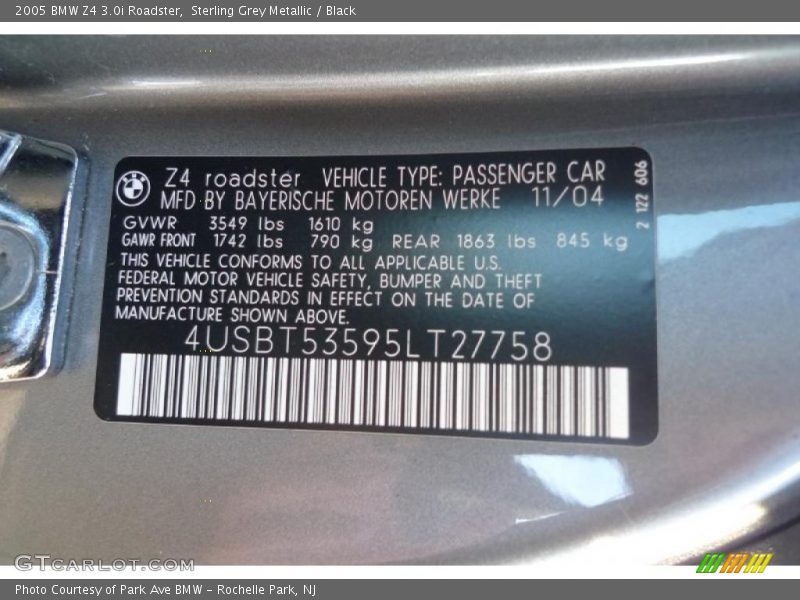 2005 BMW Z4 3.0i Roadster,  Sterling Grey Metallic / Black
Z4 roadster VEHICLE TYPE: PASSENGER CAR
MFD BY BAYERISCHE MOTOREN WERKE 11/04
GVWR 3549 lbs 1610 kg
GAWR FRONT 1742 lbs 790 kg REAR 1863 lbs 845 kg
THIS VEHICLE CONFORMS TO ALL APPLICABLE U.S.
FEDERAL MOTOR VEHICLE SAFETY, BUMPER AND THEFT
PREVENTION STANDARDS IN EFFECT ON THE DATE OF
MANUFACTURE SHOWN ABOVE.
4USBT53595LT27758
2 122 606
GTCARLOT.COM
Photo Courtesy of Park Ave BMW - Rochelle Park, NJ